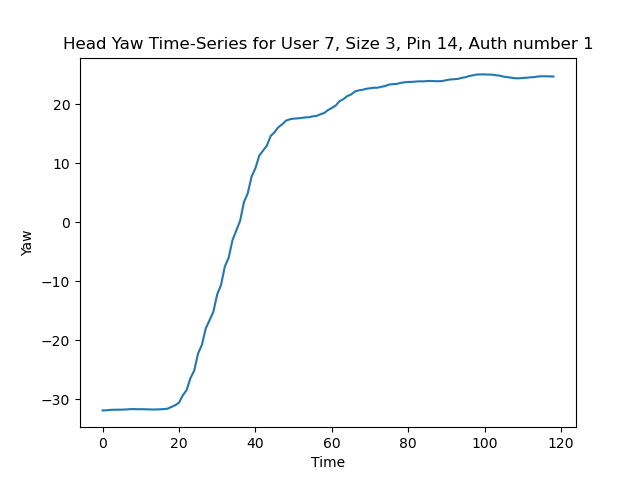 Head Yaw Time-Series for User 7, Size 3, Pin 14, Auth number 1
20
10
0
−10
−20
−30
Yaw
0 20 40 60 80 100 120
Time